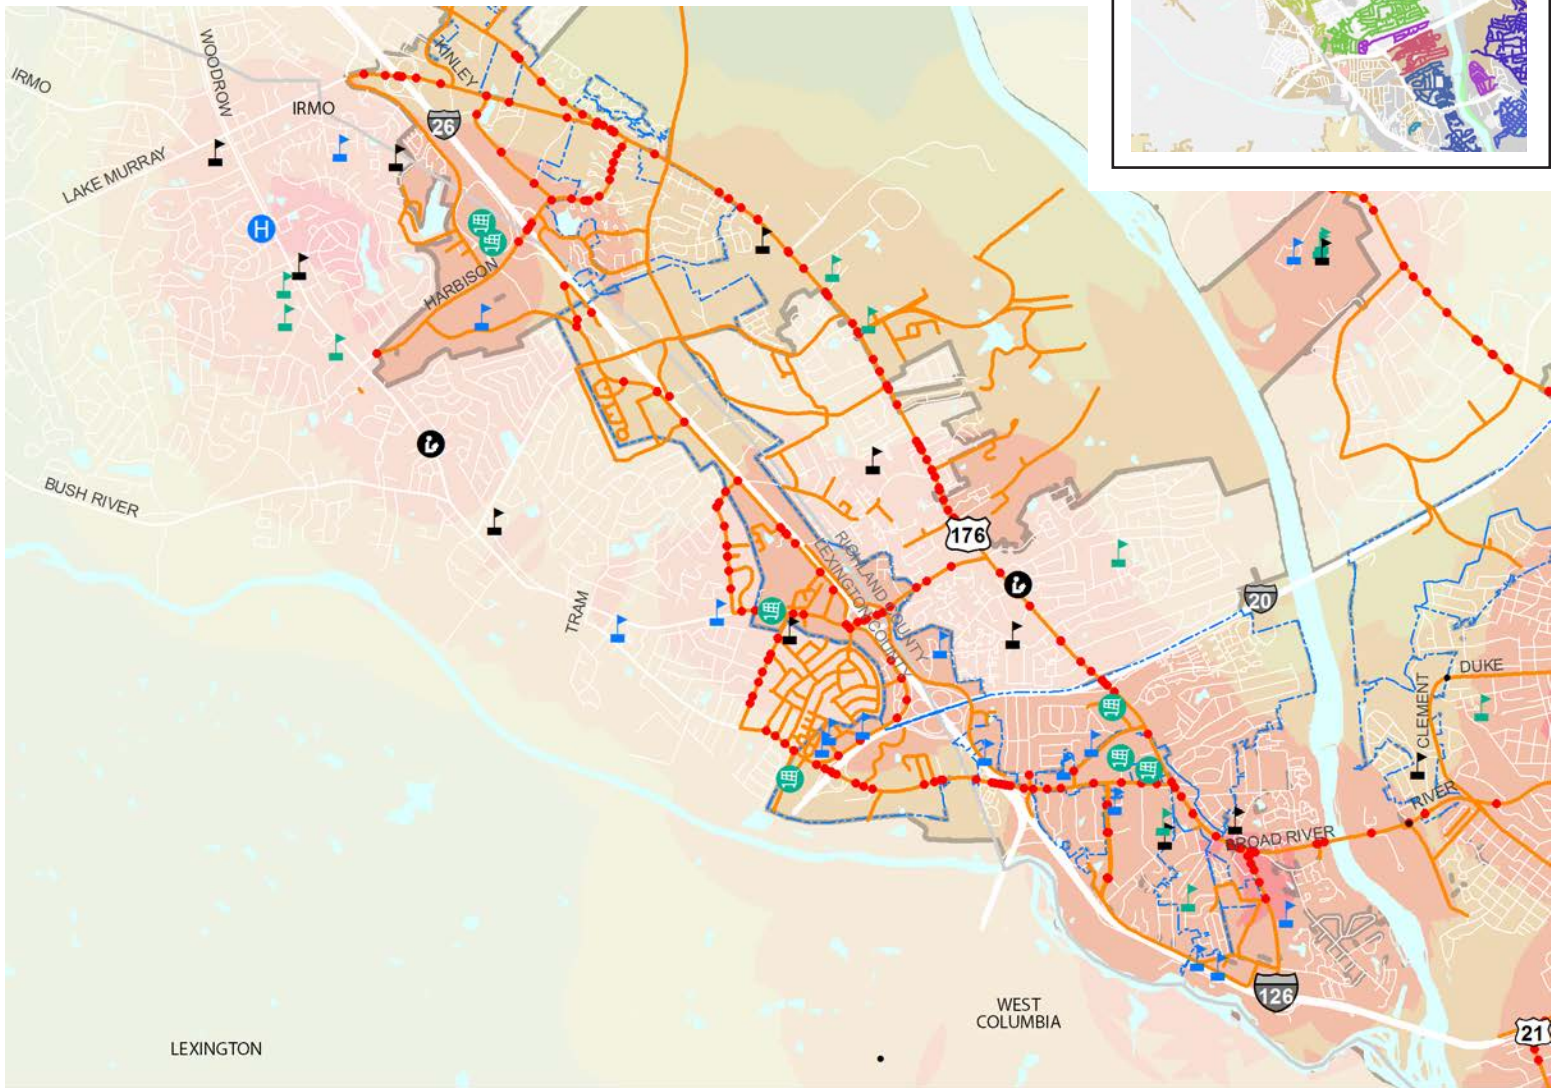 WOODROW
KINLEY
IRMO
IRMO
26
LAKE MURRAY
H
HARBISON
BUSH RIVER
176
RICHLAND COUNTY
LEXINGTON COUNTY
20
TRAM
DUKE
CLEMENT
RIVER
BROAD RIVER
126
WEST
COLUMBIA
21
LEXINGTON